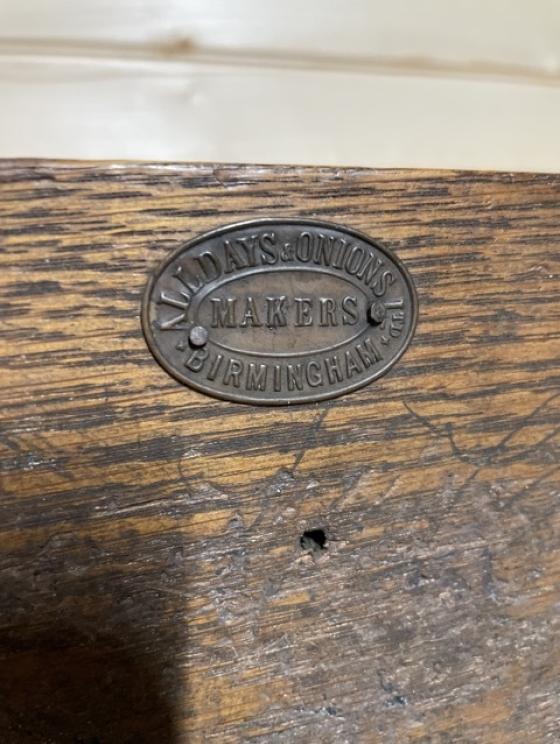 ALLDAYS & ONIONS LTD.
MAKERS
* BIRMINGHAM *